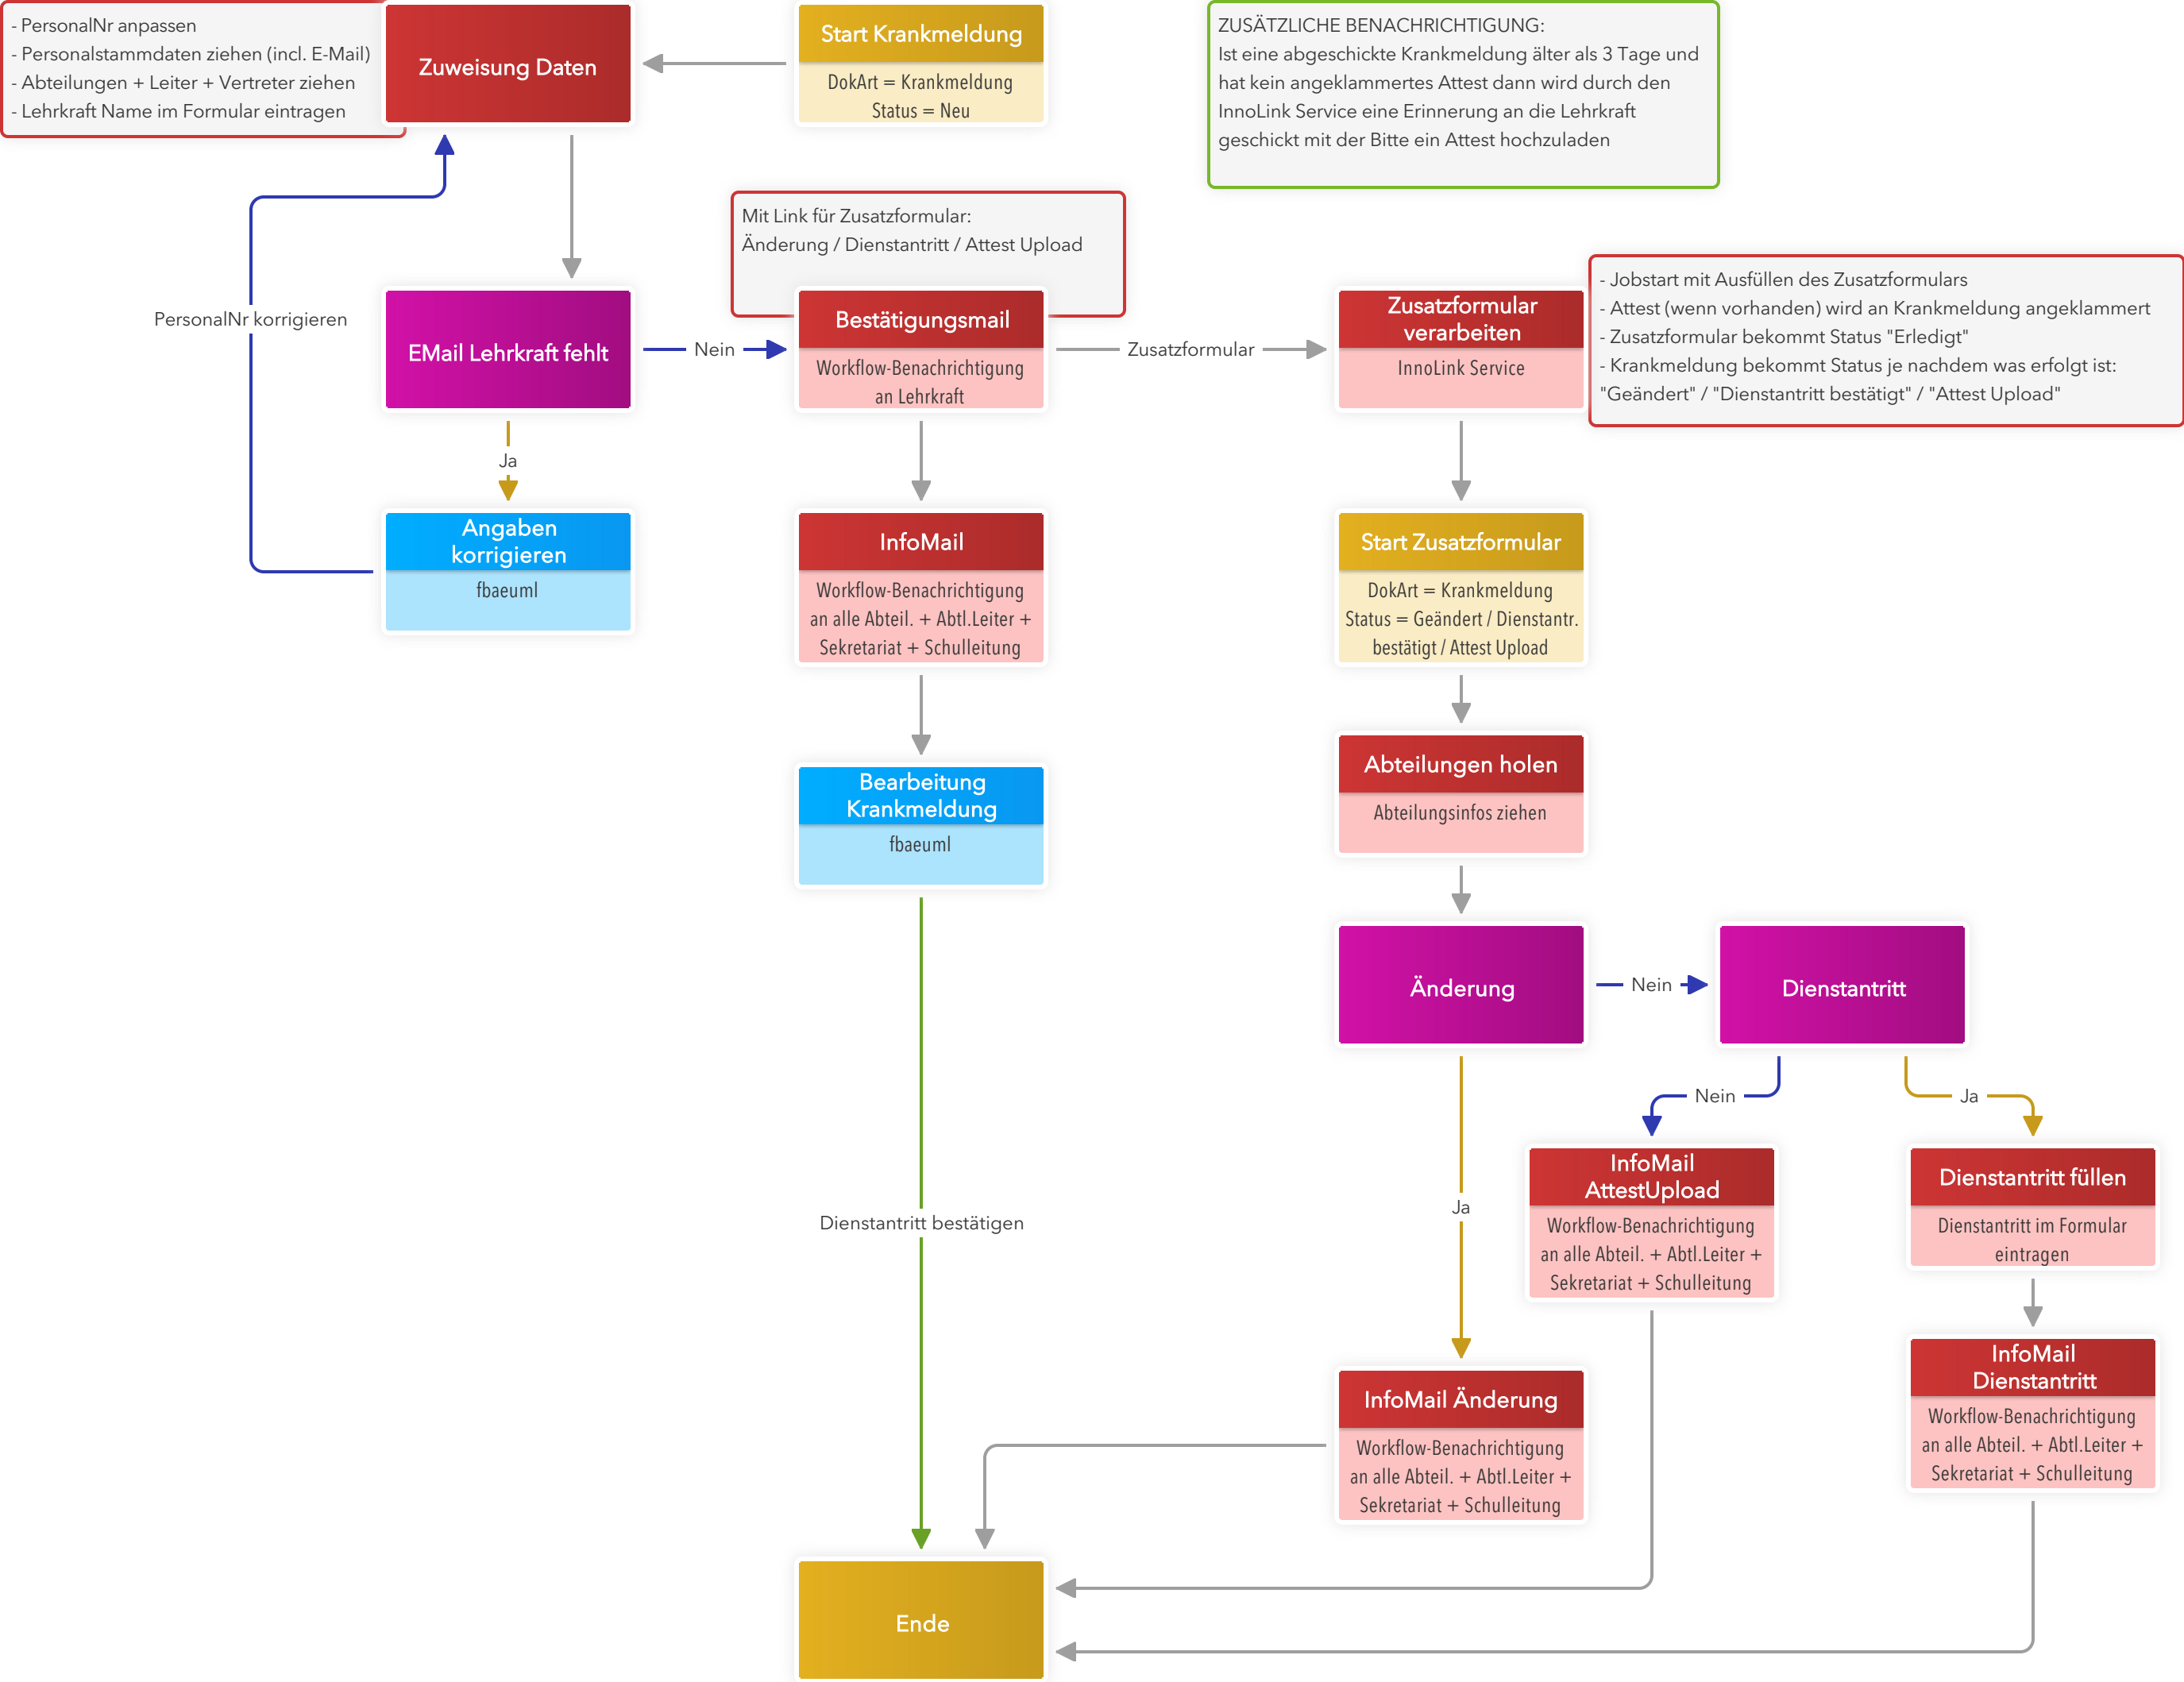 - PersonalNr anpassen
- Personalstammdaten ziehen (incl. E-Mail)
- Abteilungen + Leiter + Vertreter ziehen
- Lehrkraft Name im Formular eintragen
Zuweisung Daten
Start Krankmeldung
DokArt = Krankmeldung
Status = Neu
ZUSÄTZLICHE BENACHRICHTIGUNG:
Ist eine abgeschickte Krankmeldung älter als 3 Tage und
hat kein angeklammertes Attest dann wird durch den
InnoLink Service eine Erinnerung an die Lehrkraft
geschickt mit der Bitte ein Attest hochzuladen
Mit Link für Zusatzformular:
Änderung / Dienstantritt / Attest Upload
PersonalNr korrigieren
EMail Lehrkraft fehlt
Nein
Bestätigungsmail
Workflow-Benachrichtigung
an Lehrkraft
Zusatzformular
Zusatzformular
verarbeiten
InnoLink Service
- Jobstart mit Ausfüllen des Zusatzformulars
- Attest (wenn vorhanden) wird an Krankmeldung angeklammert
- Zusatzformular bekommt Status "Erledigt"
- Krankmeldung bekommt Status je nachdem was erfolgt ist:
"Geändert" / "Dienstantritt bestätigt" / "Attest Upload"
Ja
Angaben
korrigieren
fbaeuml
InfoMail
Workflow-Benachrichtigung
an alle Abteil. + Abtl.Leiter +
Sekretariat + Schulleitung
Start Zusatzformular
DokArt = Krankmeldung
Status = Geändert / Dienstantr.
bestätigt / Attest Upload
Bearbeitung
Krankmeldung
fbaeuml
Abteilungen holen
Abteilungsinfos ziehen
Änderung
Nein
Dienstantritt
Nein
Ja
Dienstantritt bestätigen
Ja
InfoMail
AttestUpload
Workflow-Benachrichtigung
an alle Abteil. + Abtl.Leiter +
Sekretariat + Schulleitung
Dienstantritt füllen
Dienstantritt im Formular
eintragen
InfoMail Änderung
Workflow-Benachrichtigung
an alle Abteil. + Abtl.Leiter +
Sekretariat + Schulleitung
InfoMail
Dienstantritt
Workflow-Benachrichtigung
an alle Abteil. + Abtl.Leiter +
Sekretariat + Schulleitung
Ende